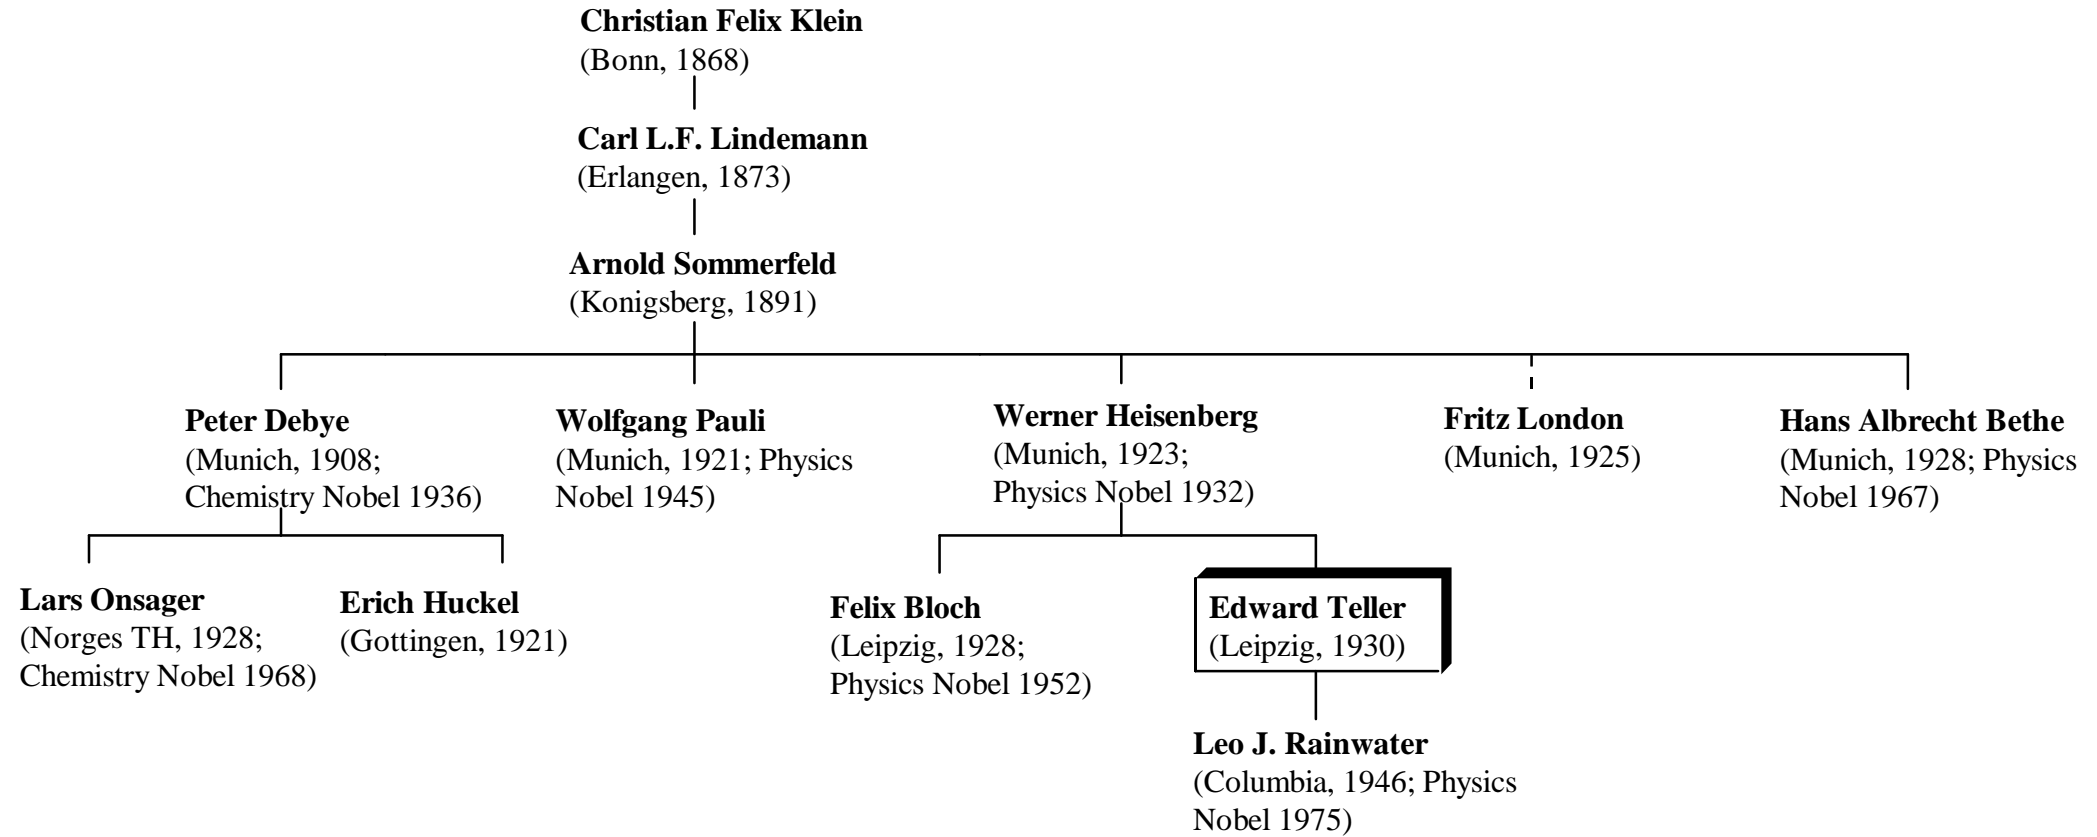 Christian Felix Klein
(Bonn, 1868)
Carl L.F. Lindemann
(Erlangen, 1873)
Arnold Sommerfeld
(Konigsberg, 1891)
Peter Debye
(Munich, 1908;
Chemistry Nobel 1936)
Wolfgang Pauli
(Munich, 1921; Physics
Nobel 1945)
Werner Heisenberg
(Munich, 1923;
Physics Nobel 1932)
Fritz London
(Munich, 1925)
Hans Albrecht Bethe
(Munich, 1928; Physics
Nobel 1967)
Lars Onsager
(Norges TH, 1928;
Chemistry Nobel 1968)
Erich Huckel
(Gottingen, 1921)
Felix Bloch
(Leipzig, 1928;
Physics Nobel 1952)
Edward Teller
(Leipzig, 1930)
Leo J. Rainwater
(Columbia, 1946; Physics
Nobel 1975)